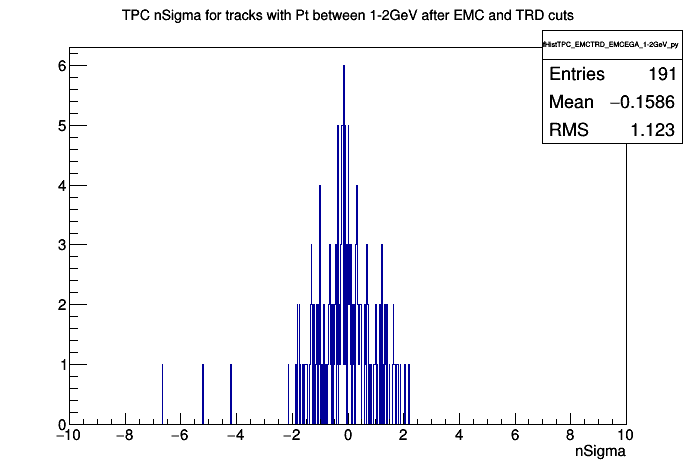 TPC nSigma for tracks with Pt between 1-2GeV after EMC and TRD cuts
fHistTPC_EMCTRD_EMCEGA_1-2GeV_py
Entries 191
Mean −0.1586
RMS 1.123
6
5
4
3
2
1
0
−10 −8 −6 −4 −2 0 2 4 6 8 10
nSigma